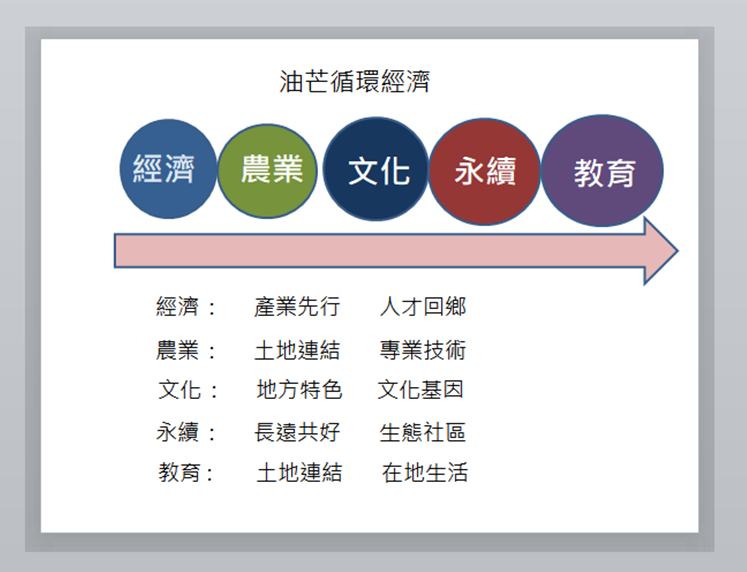 油芒循環經濟
經濟 農業 文化 永續 教育
經濟： 產業先行 人才回鄉
農業： 土地連結 專業技術
文化： 地方特色 文化基因
永續： 長遠共好 生態社區
教育: 土地連結 在地生活